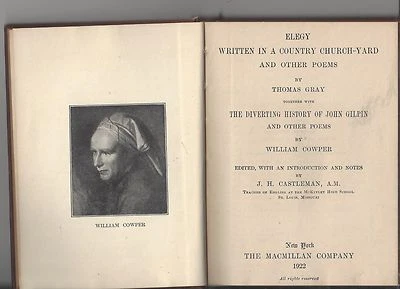 WILLIAM COWPER
ELEGY
WRITTEN IN A COUNTRY CHURCH-YARD
AND OTHER POEMS
BY
THOMAS GRAY
TOGETHER WITH
THE DIVERTING HISTORY OF JOHN GILPIN
AND OTHER POEMS
BY
WILLIAM COWPER
EDITED, WITH AN INTRODUCTION AND NOTES
BY
J. H. CASTLEMAN, A.M.
TEACHER OF ENGLISH AT THE MCKINLEY HIGH SCHOOL
ST. LOUIS, MISSOURI
New York
THE MACMILLAN COMPANY
1922
All rights reserved